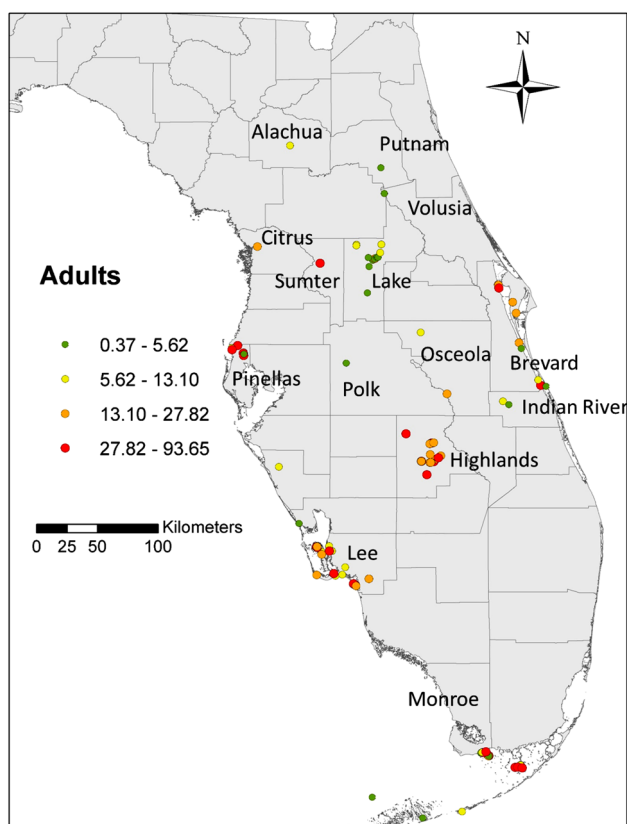 N
Alachua
Putnam
Volusia
Citrus
Sumter
Lake
Adults
0.37 - 5.62
5.62 - 13.10
13.10 - 27.82
27.82 - 93.65
Osceola
Brevard
Pinellas
Polk
Indian River
Highlands
Kilometers
0 25 50 100
Lee
Monroe